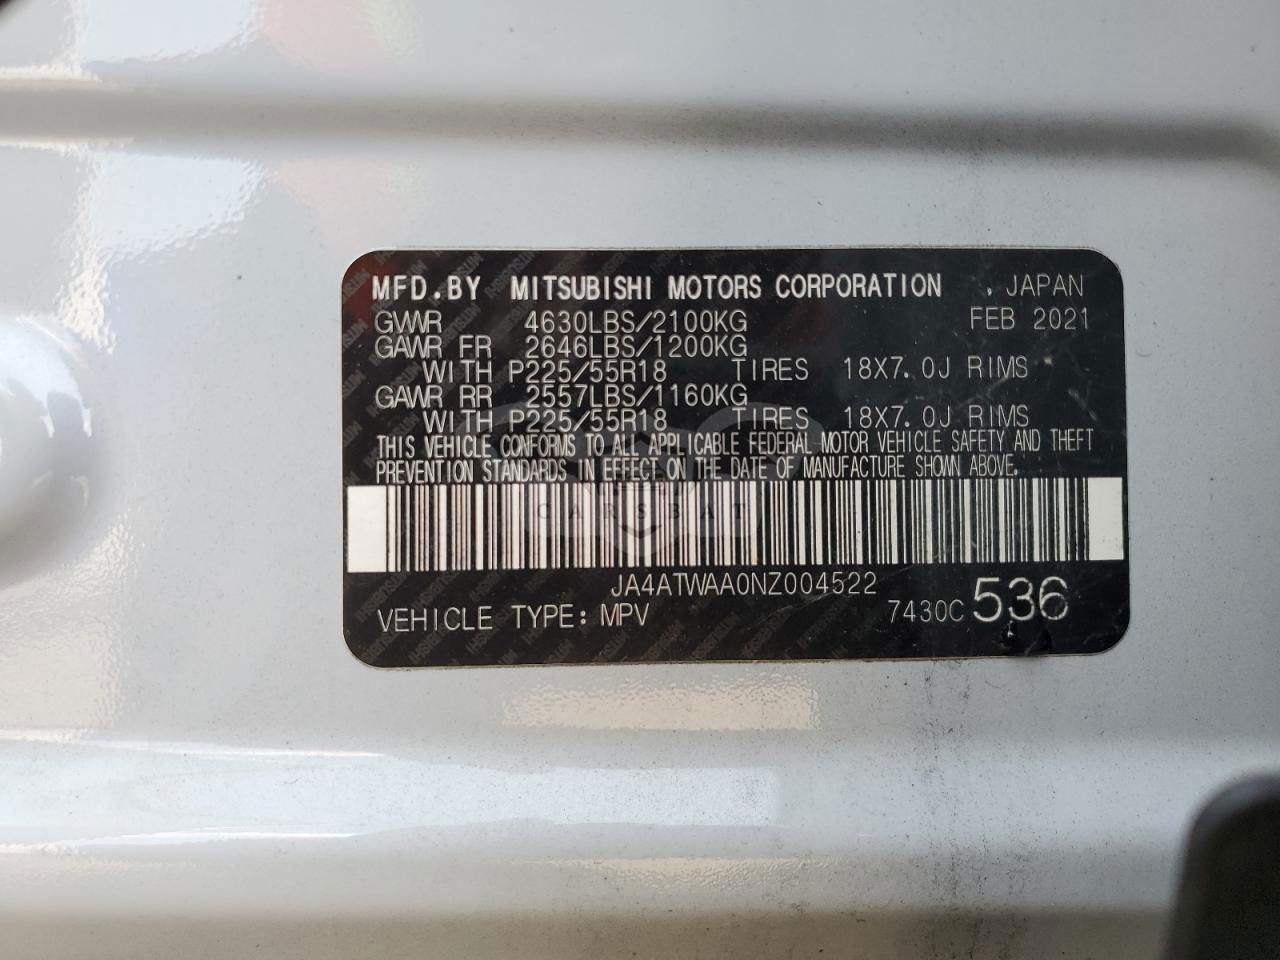 MFD.BY MITSUBISHI MOTORS CORPORATION . JAPAN
GVWR 4630LBS/2100KG FEB 2021
GAWR FR 2646LBS/1200KG
WITH P225/55R18 TIRES 18X7.0J RIMS
GAWR RR 2557LBS/1160KG
WITH P225/55R18 TIRES 18X7.0J RIMS
THIS VEHICLE CONFORMS TO ALL APPLICABLE FEDERAL MOTOR VEHICLE SAFETY AND THEFT
PREVENTION STANDARDS IN EFFECT ON THE DATE OF MANUFACTURE SHOWN ABOVE.
CARSBAT
JA4ATWAA0NZ004522
VEHICLE TYPE: MPV 7430C 536